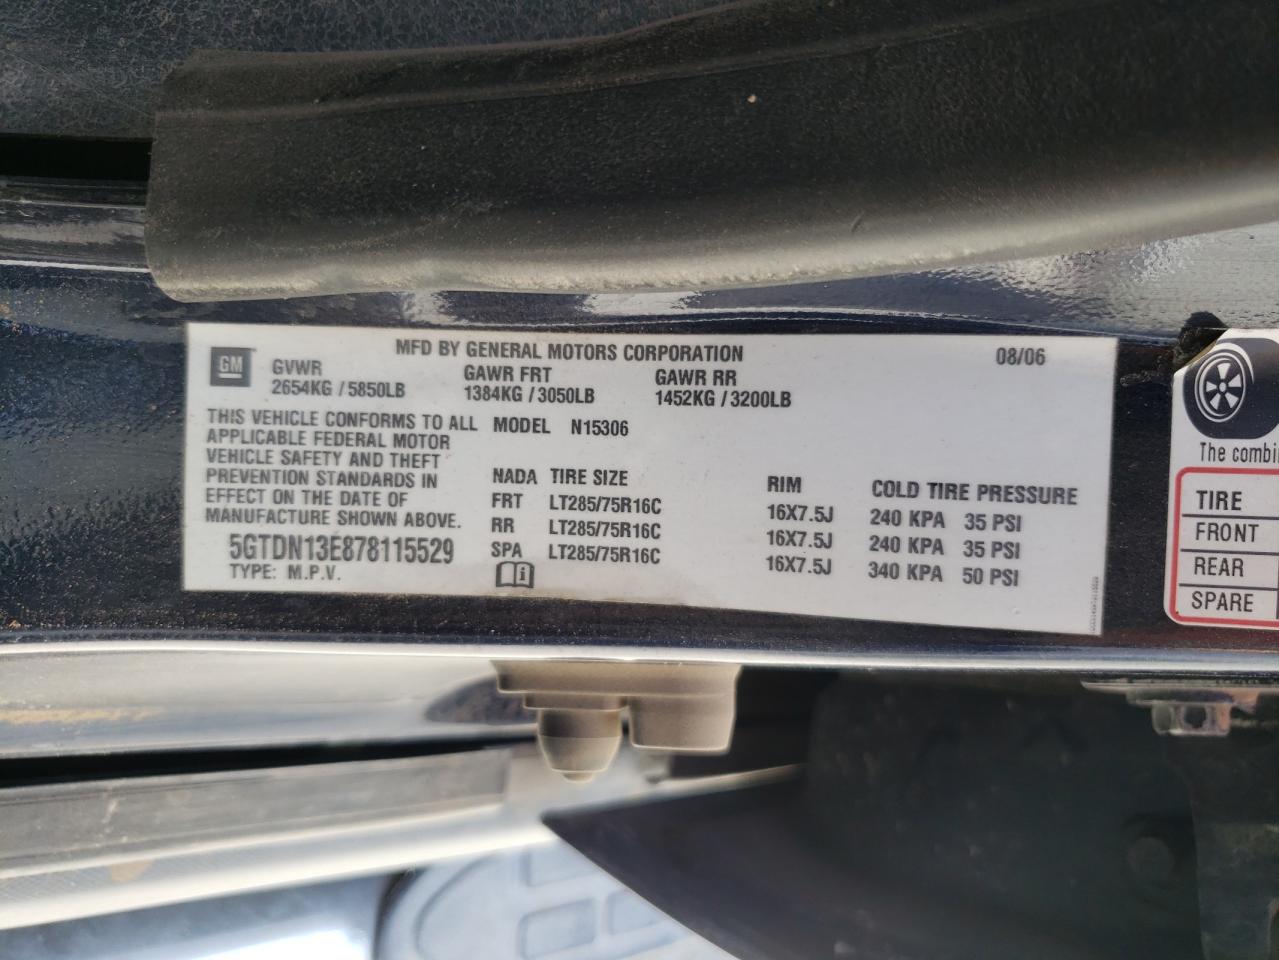 MFD BY GENERAL MOTORS CORPORATION 08/06
GM
GVWR GAWR FRT GAWR RR
2654KG / 5850LB 1384KG / 3050LB 1452KG / 3200LB
THIS VEHICLE CONFORMS TO ALL
APPLICABLE FEDERAL MOTOR
VEHICLE SAFETY AND THEFT
PREVENTION STANDARDS IN
EFFECT ON THE DATE OF
MANUFACTURE SHOWN ABOVE.
5GTDN13E878115529
TYPE: M.P.V.
MODEL N15306
NADA TIRE SIZE RIM COLD TIRE PRESSURE
FRT LT285/75R16C 16X7.5J 240 KPA 35 PSI
RR LT285/75R16C 16X7.5J 240 KPA 35 PSI
SPA LT285/75R16C 16X7.5J 340 KPA 50 PSI
i
The combi
TIRE
FRONT
REAR
SPARE